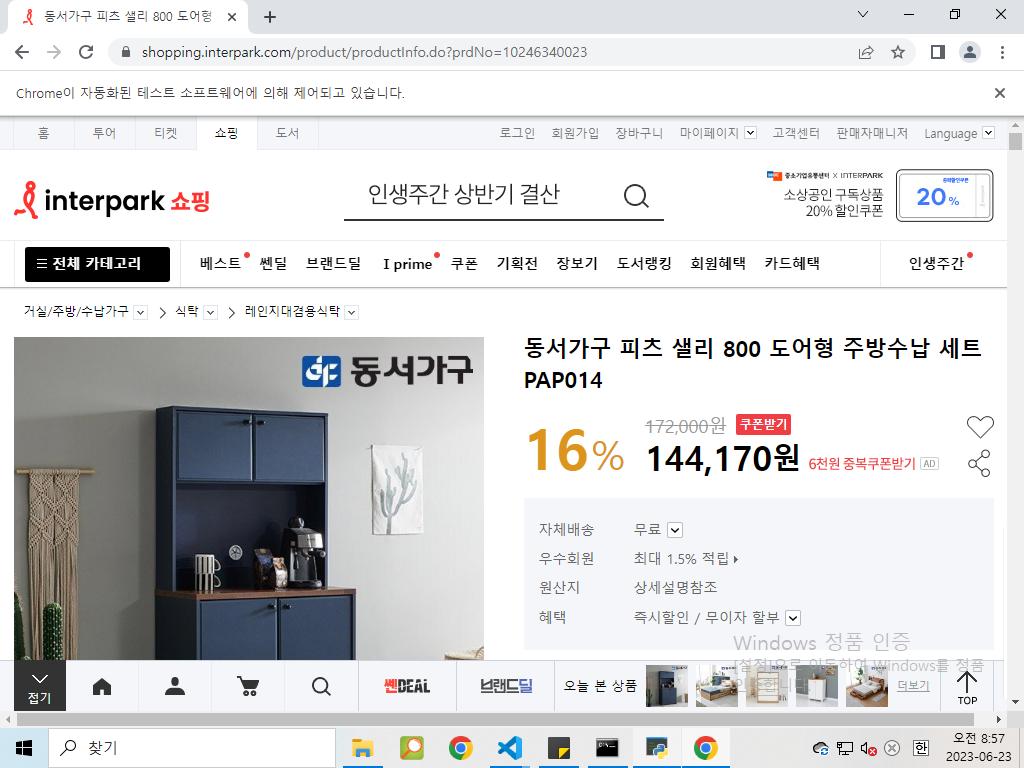 동서가구 피츠 샐리 800 도어형
shopping.interpark.com/product/productInfo.do?prdNo=10246340023
Chrome이 자동화된 테스트 소프트웨어에 의해 제어되고 있습니다.
홈 투어 티켓 쇼핑 도서 로그인 회원가입 장바구니 마이페이지 고객센터 판매자매니저 Language
interpark 쇼핑
인생주간 상반기 결산
중소기업유통센터 X INTERPARK
소상공인 구독상품
20% 할인쿠폰
20%
전체 카테고리 베스트 쎈딜 브랜드딜 I prime 쿠폰 기획전 장보기 도서랭킹 회원혜택 카드혜택 인생주간
거실/주방/수납가구 식탁 레인지대겸용식탁
동서가구
동서가구 피츠 샐리 800 도어형 주방수납 세트
PAP014
16%
172,000원 쿠폰받기
144,170원 6천원 중복쿠폰받기 AD
자체배송 무료
우수회원 최대 1.5% 적립
원산지 상세설명참조
혜택 즉시할인 / 무이자 할부
Windows 정품 인증
[설정]으로 이동하여 Windows를 정품
접기
쎈DEAL
브랜드딜
오늘 본 상품
더보기
TOP
찾기
한
오전 8:57
2023-06-23